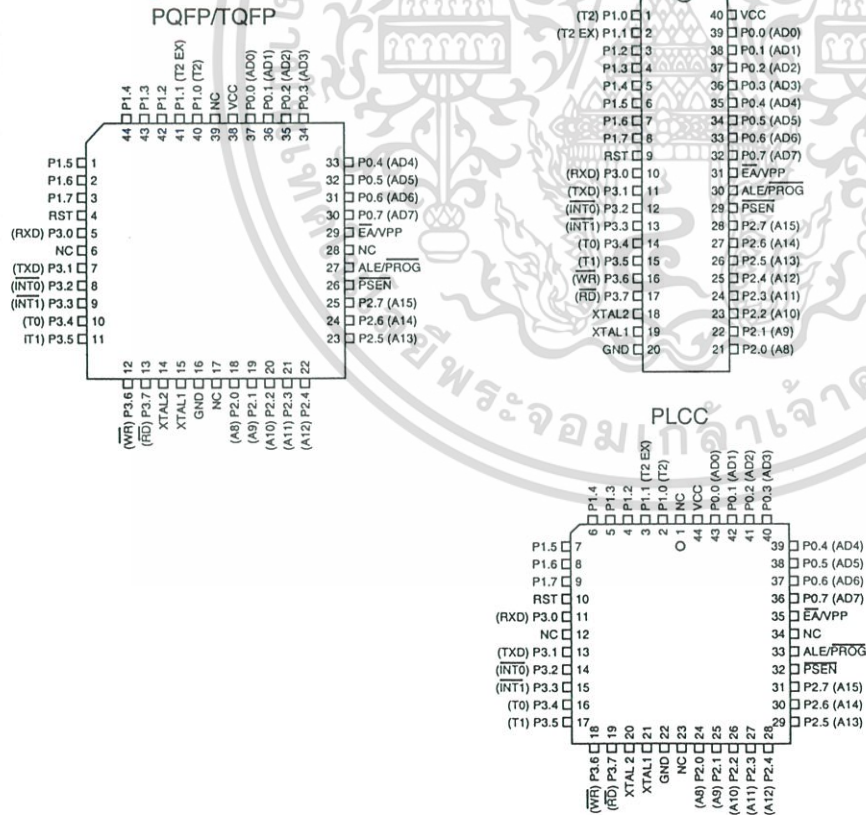 PQFP/TQFP
P1.4
P1.3
P1.2
P1.1 (T2 EX)
P1.0 (T2)
NC
VCC
P0.0 (AD0)
P0.1 (AD1)
P0.2 (AD2)
P0.3 (AD3)
44 43 42 41 40 39 38 37 36 35 34
P1.5 1
P1.6 2
P1.7 3
RST 4
(RXD) P3.0 5
NC 6
(TXD) P3.1 7
(INT0) P3.2 8
(INT1) P3.3 9
(T0) P3.4 10
IT1) P3.5 11
33 P0.4 (AD4)
32 P0.5 (AD5)
31 P0.6 (AD6)
30 P0.7 (AD7)
29 EA/VPP
28 NC
27 ALE/PROG
26 PSEN
25 P2.7 (A15)
24 P2.6 (A14)
23 P2.5 (A13)
12 13 14 15 16 17 18 19 20 21 22
(WR) P3.6
(RD) P3.7
XTAL2
XTAL1
GND
NC
(A8) P2.0
(A9) P2.1
(A10) P2.2
(A11) P2.3
(A12) P2.4
(T2) P1.0 1 40 VCC
(T2 EX) P1.1 2 39 P0.0 (AD0)
P1.2 3 38 P0.1 (AD1)
P1.3 4 37 P0.2 (AD2)
P1.4 5 36 P0.3 (AD3)
P1.5 6 35 P0.4 (AD4)
P1.6 7 34 P0.5 (AD5)
P1.7 8 33 P0.6 (AD6)
RST 9 32 P0.7 (AD7)
(RXD) P3.0 10 31 EA/VPP
(TXD) P3.1 11 30 ALE/PROG
(INT0) P3.2 12 29 PSEN
(INT1) P3.3 13 28 P2.7 (A15)
(T0) P3.4 14 27 P2.6 (A14)
(T1) P3.5 15 26 P2.5 (A13)
(WR) P3.6 16 25 P2.4 (A12)
(RD) P3.7 17 24 P2.3 (A11)
XTAL2 18 23 P2.2 (A10)
XTAL1 19 22 P2.1 (A9)
GND 20 21 P2.0 (A8)
PLCC
P1.4
P1.3
P1.2
P1.1 (T2 EX)
P1.0 (T2)
NC
VCC
P0.0 (AD0)
P0.1 (AD1)
P0.2 (AD2)
P0.3 (AD3)
6 5 4 3 2 1 44 43 42 41 40
P1.5 7
P1.6 8
P1.7 9
RST 10
(RXD) P3.0 11
NC 12
(TXD) P3.1 13
(INT0) P3.2 14
(INT1) P3.3 15
(T0) P3.4 16
(T1) P3.5 17
39 P0.4 (AD4)
38 P0.5 (AD5)
37 P0.6 (AD6)
36 P0.7 (AD7)
35 EA/VPP
34 NC
33 ALE/PROG
32 PSEN
31 P2.7 (A15)
30 P2.6 (A14)
29 P2.5 (A13)
18 19 20 21 22 23 24 25 26 27 28
(WR) P3.6
(RD) P3.7
XTAL 2
XTAL1
GND
NC
(A8) P2.0
(A9) P2.1
(A10) P2.2
(A11) P2.3
(A12) P2.4